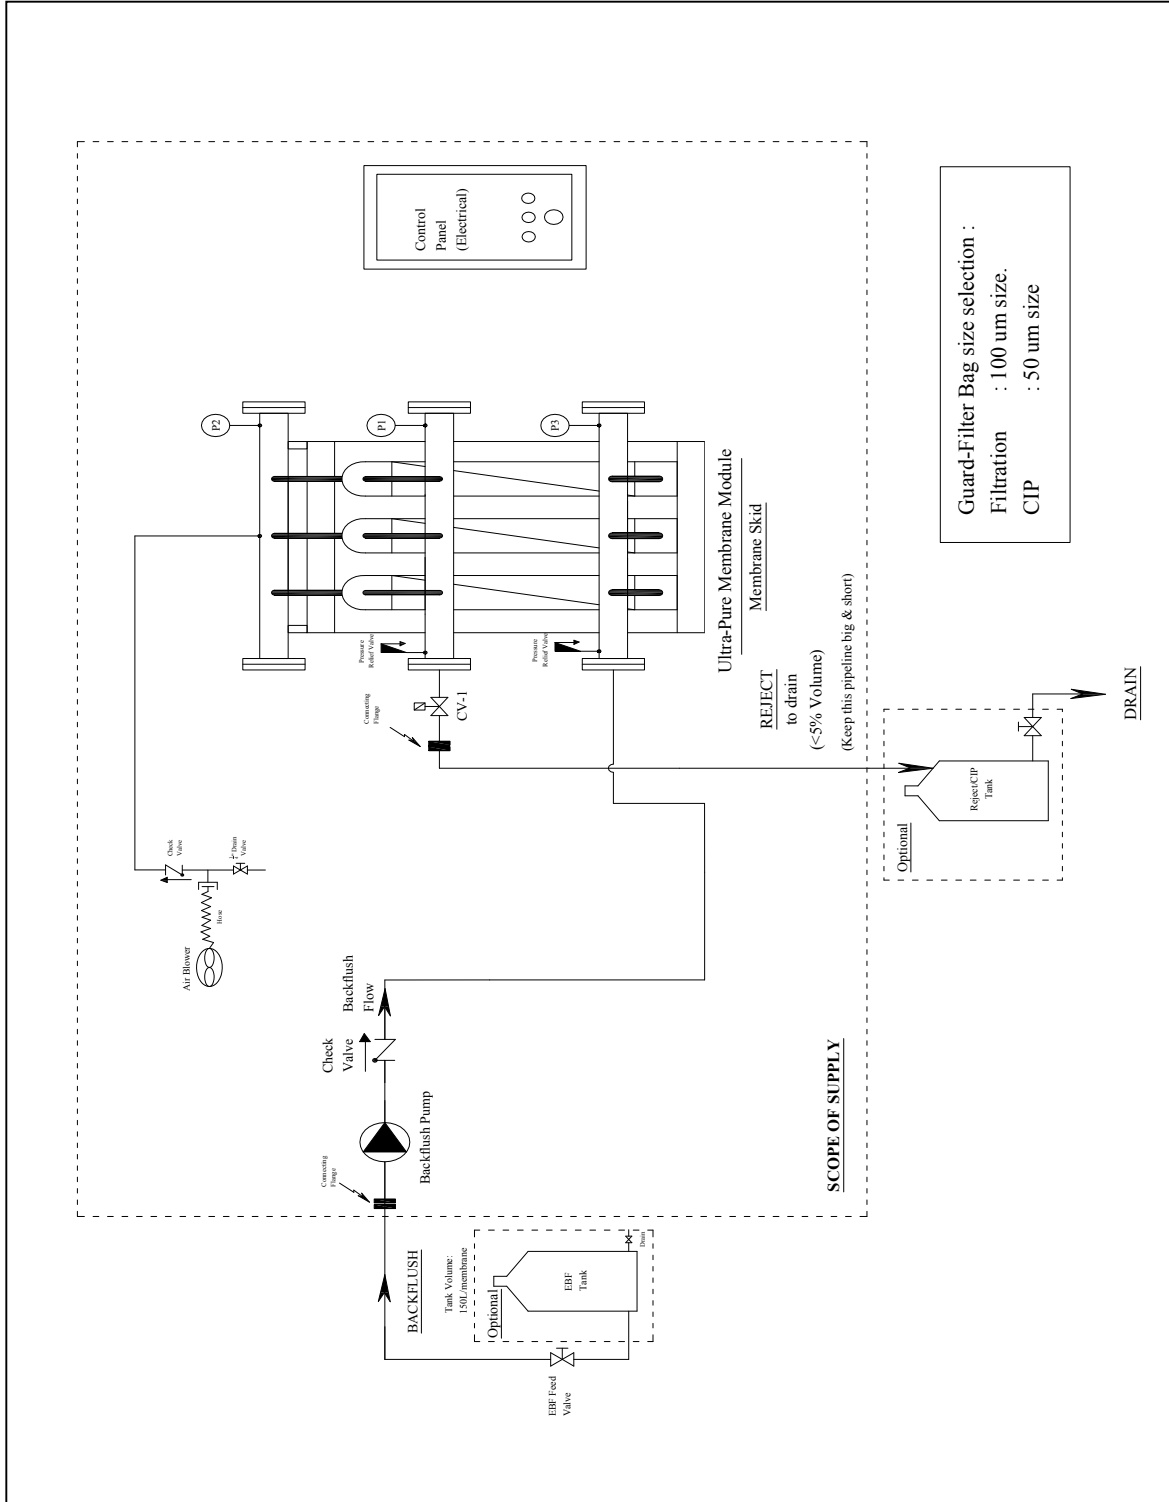 Control
Panel
(Electrical)
P2
P1
P3
Guard-Filter Bag size selection :
Filtration : 100 um size.
CIP : 50 um size
Ultra-Pure Membrane Module
Membrane Skid
Pressure
Relief Valve
Pressure
Relief Valve
CV-1
Connecting
Flange
REJECT
to drain
(<5% Volume)
(Keep this pipeline big & short)
DRAIN
Reject/CIP
Tank
Optional
Check
Valve
Drain
Valve
Hose
Air Blower
Backflush
Flow
Check
Valve
Backflush Pump
Connecting
Flange
SCOPE OF SUPPLY
BACKFLUSH
Tank Volume:
150L/membrane
Optional
EBF
Tank
Drain
EBF Feed
Valve